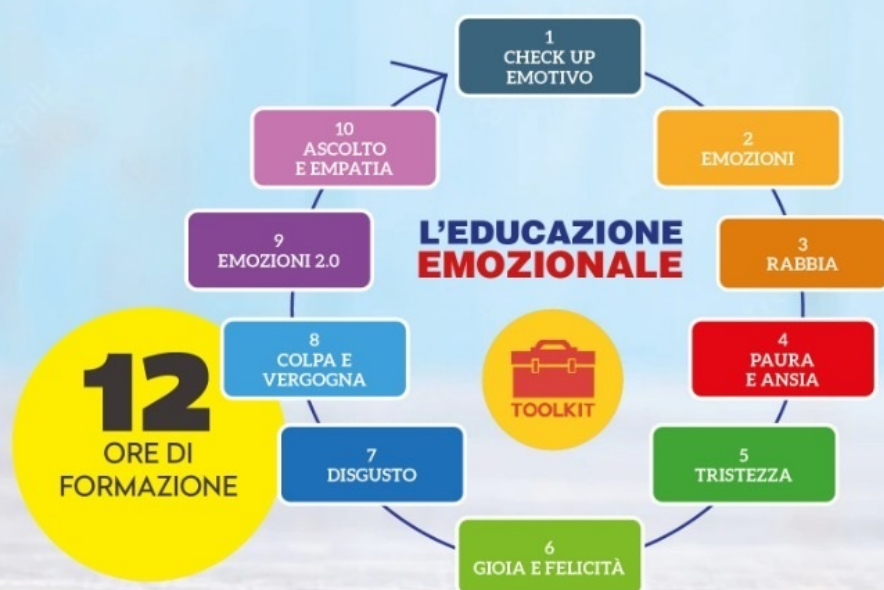 1
CHECK UP
EMOTIVO
2
EMOZIONI
3
RABBIA
4
PAURA
E ANSIA
5
TRISTEZZA
6
GIOIA E FELICITÀ
7
DISGUSTO
8
COLPA E
VERGOGNA
9
EMOZIONI 2.0
10
ASCOLTO
E EMPATIA
L'EDUCAZIONE
EMOZIONALE
TOOLKIT
12
ORE DI
FORMAZIONE